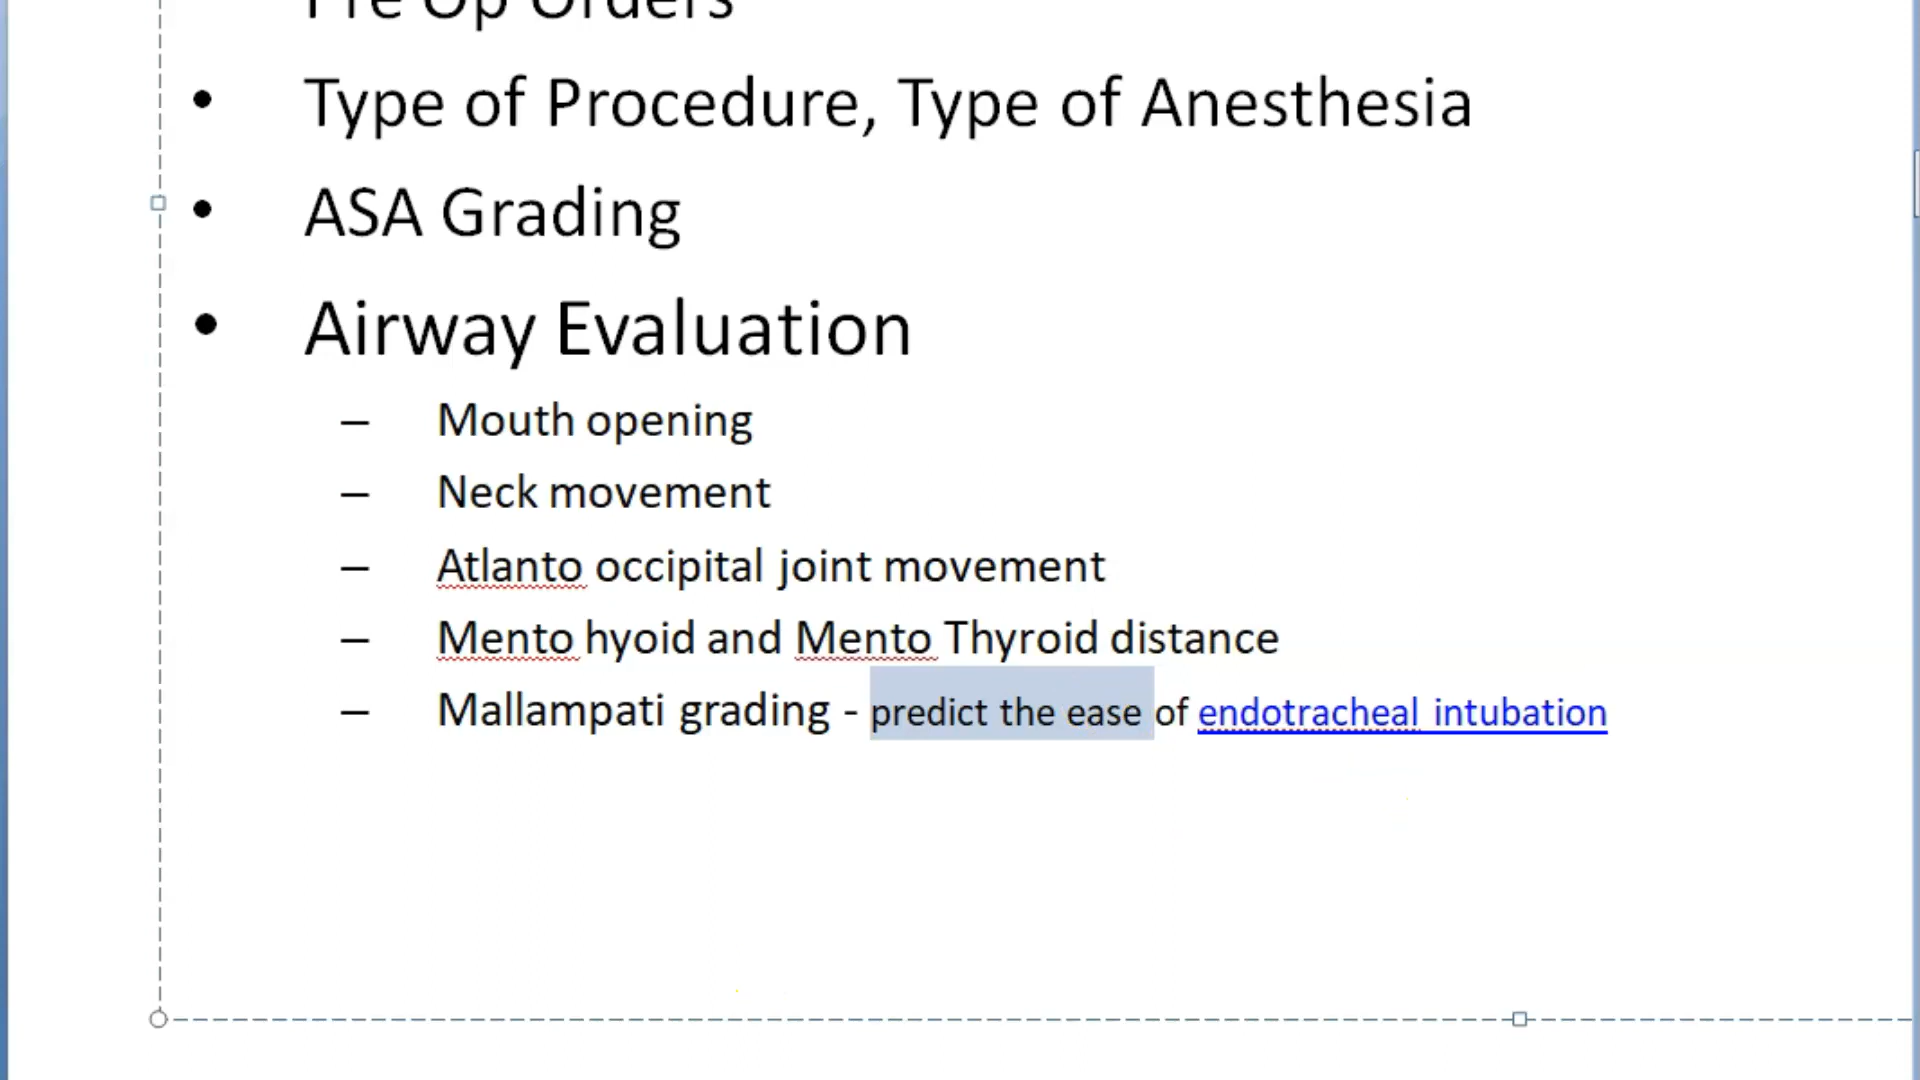 Pre Op Orders
• Type of Procedure, Type of Anesthesia
• ASA Grading
• Airway Evaluation
– Mouth opening
– Neck movement
– Atlanto occipital joint movement
– Mento hyoid and Mento Thyroid distance
– Mallampati grading - predict the ease of endotracheal intubation